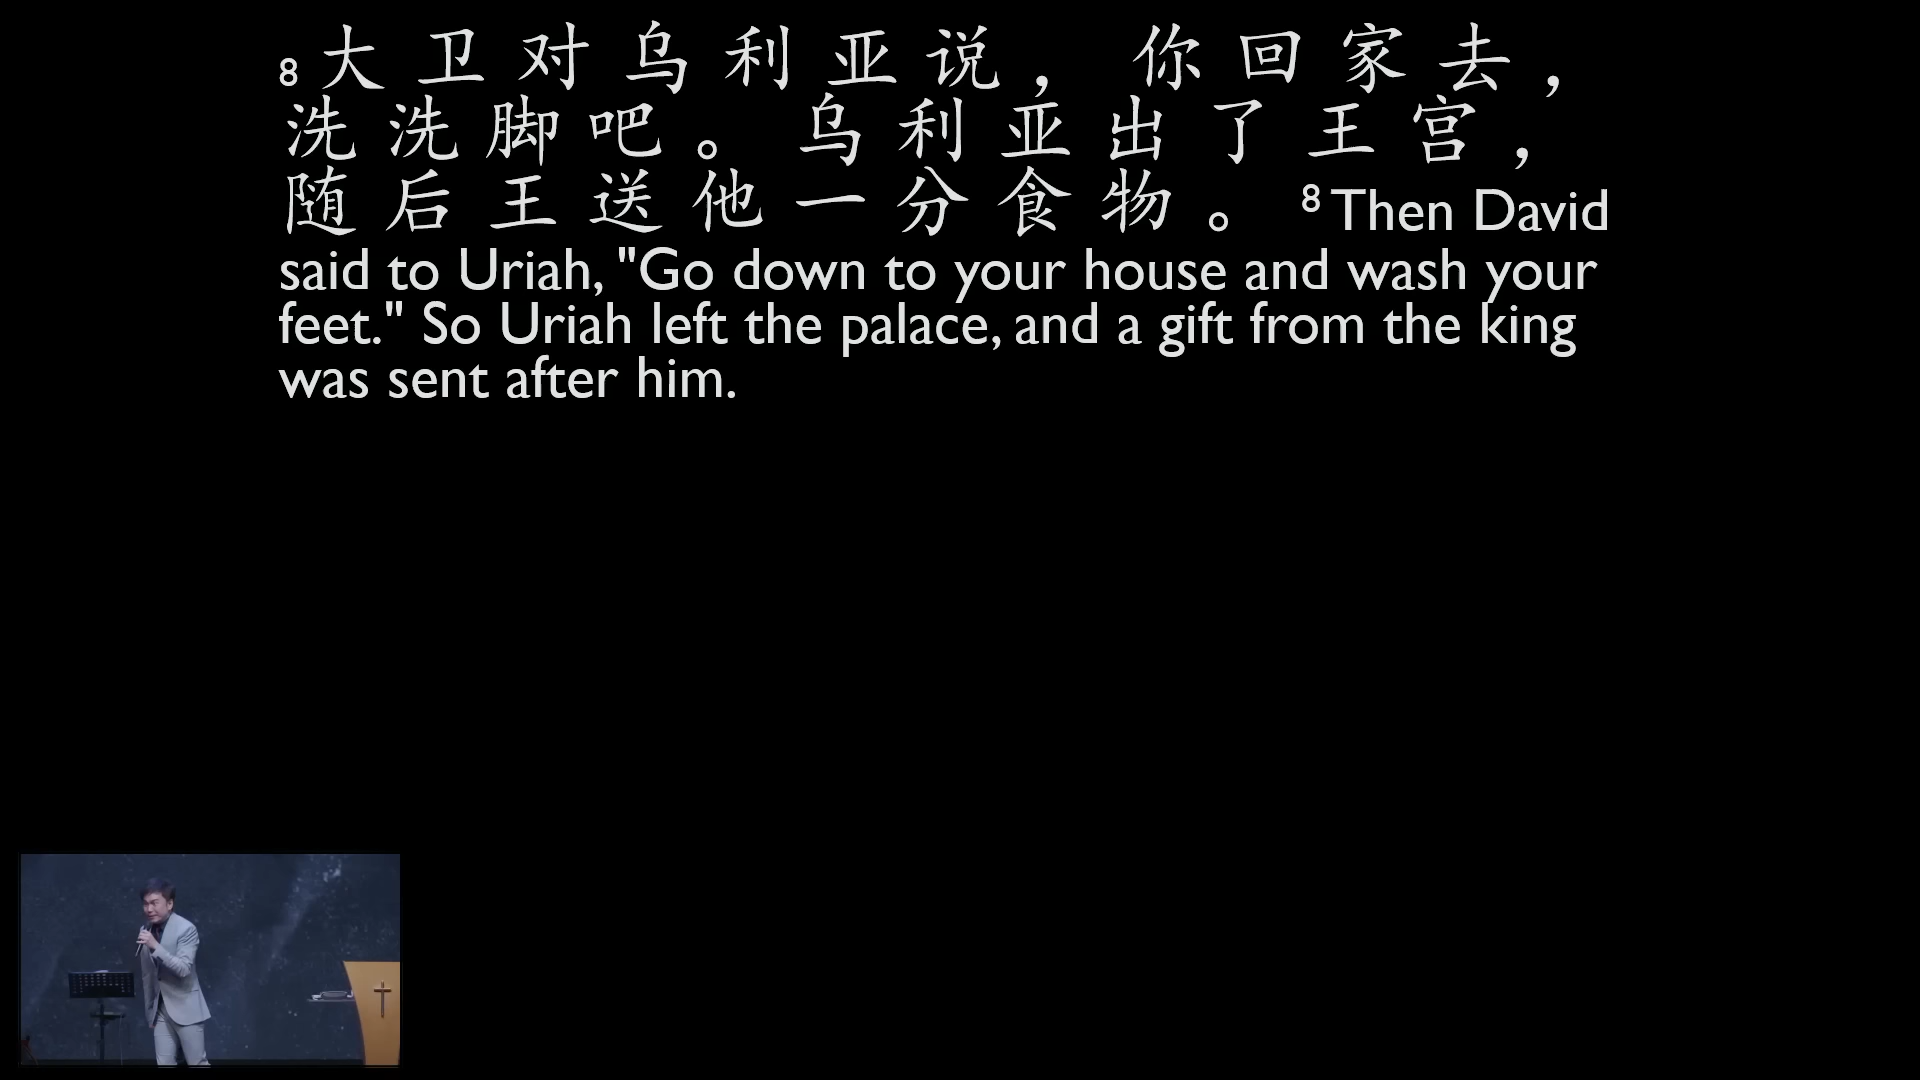 8 大卫对乌利亚说，你回家去，
洗洗脚吧。乌利亚出了王宫，
随后王送他一分食物。 8 Then David
said to Uriah, "Go down to your house and wash your
feet." So Uriah left the palace, and a gift from the king
was sent after him.